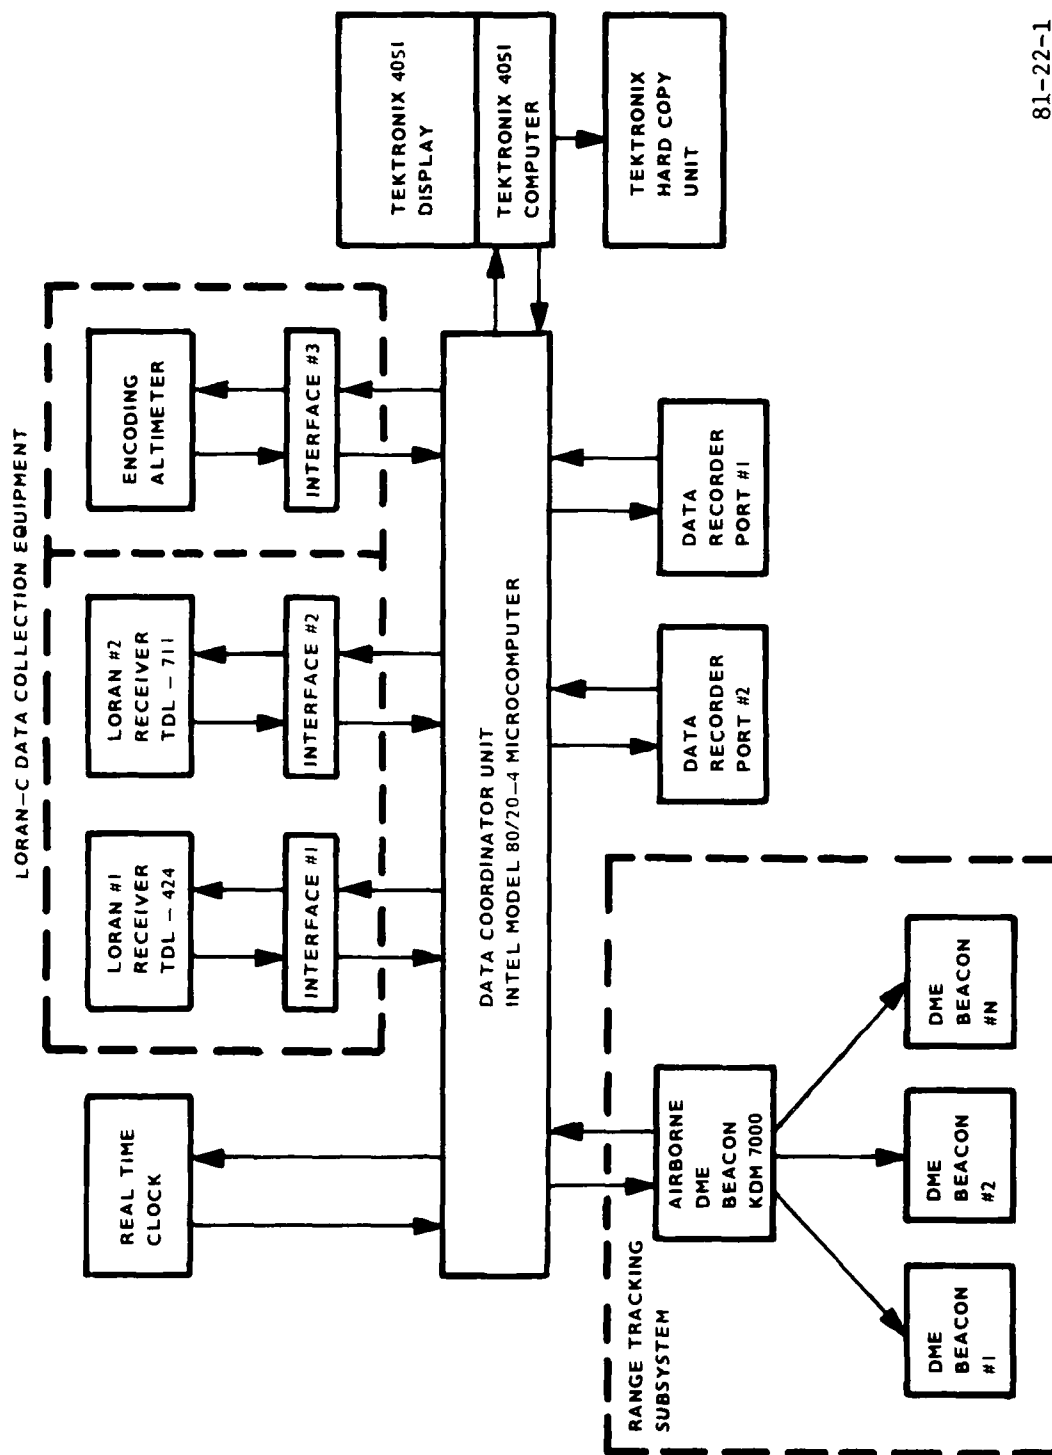 LORAN-C DATA COLLECTION EQUIPMENT
REAL TIME
CLOCK
LORAN #1
RECEIVER
TDL - 424
LORAN #2
RECEIVER
TDL - 711
ENCODING
ALTIMETER
INTERFACE #1
INTERFACE #2
INTERFACE #3
TEKTRONIX 4051
DISPLAY
TEKTRONIX 4051
COMPUTER
TEKTRONIX
HARD COPY
UNIT
DATA COORDINATOR UNIT
INTEL MODEL 80/20-4 MICROCOMPUTER
RANGE TRACKING
SUBSYSTEM
AIRBORNE
DME
BEACON
KDM 7000
DATA
RECORDER
PORT #2
DATA
RECORDER
PORT #1
DME
BEACON
#1
DME
BEACON
#2
DME
BEACON
#N
81-22-1